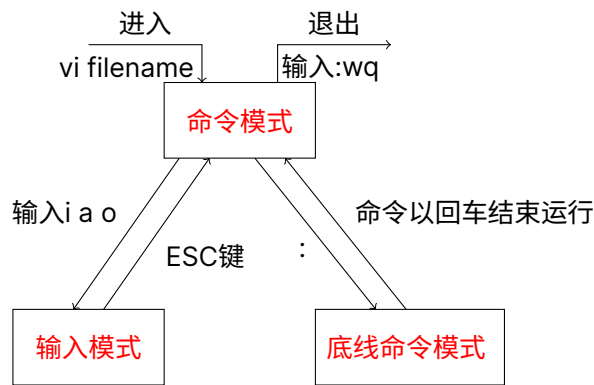 进入
退出
vi filename
输入:wq
命令模式
输入i a o
命令以回车结束运行
ESC键
:
输入模式
底线命令模式